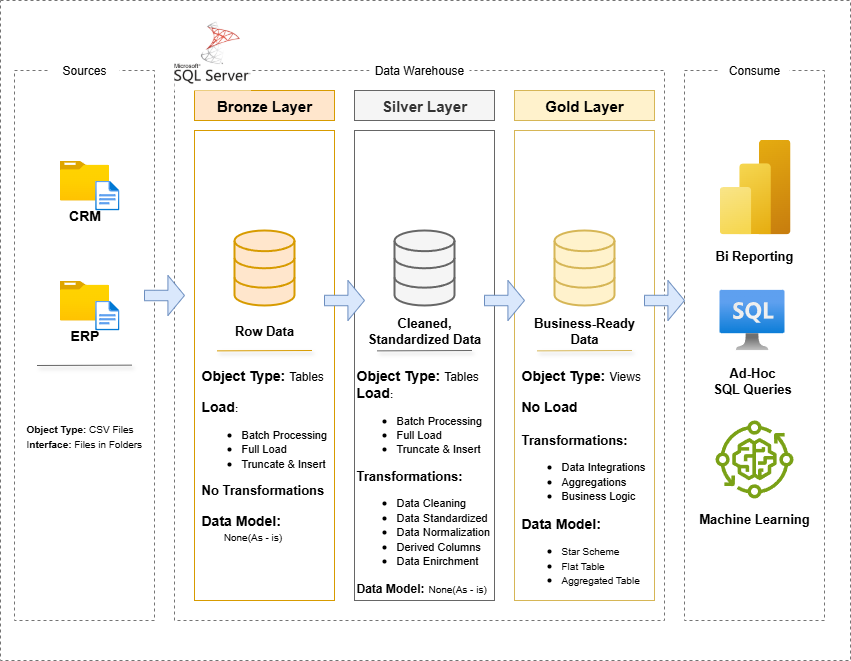 Sources
Microsoft®
SQL Server
Data Warehouse
Consume
Bronze Layer
Silver Layer
Gold Layer
CRM
ERP
Object Type: CSV Files
Interface: Files in Folders
Row Data
Object Type: Tables
Load:
• Batch Processing
• Full Load
• Truncate & Insert
No Transformations
Data Model:
None(As - is)
Cleaned,
Standardized Data
Object Type: Tables
Load:
• Batch Processing
• Full Load
• Truncate & Insert
Transformations:
• Data Cleaning
• Data Standardized
• Data Normalization
• Derived Columns
• Data Enirchment
Data Model: None(As - is)
Business-Ready
Data
Object Type: Views
No Load
Transformations:
• Data Integrations
• Aggregations
• Business Logic
Data Model:
• Star Scheme
• Flat Table
• Aggregated Table
Bi Reporting
SQL
Ad-Hoc
SQL Queries
Machine Learning